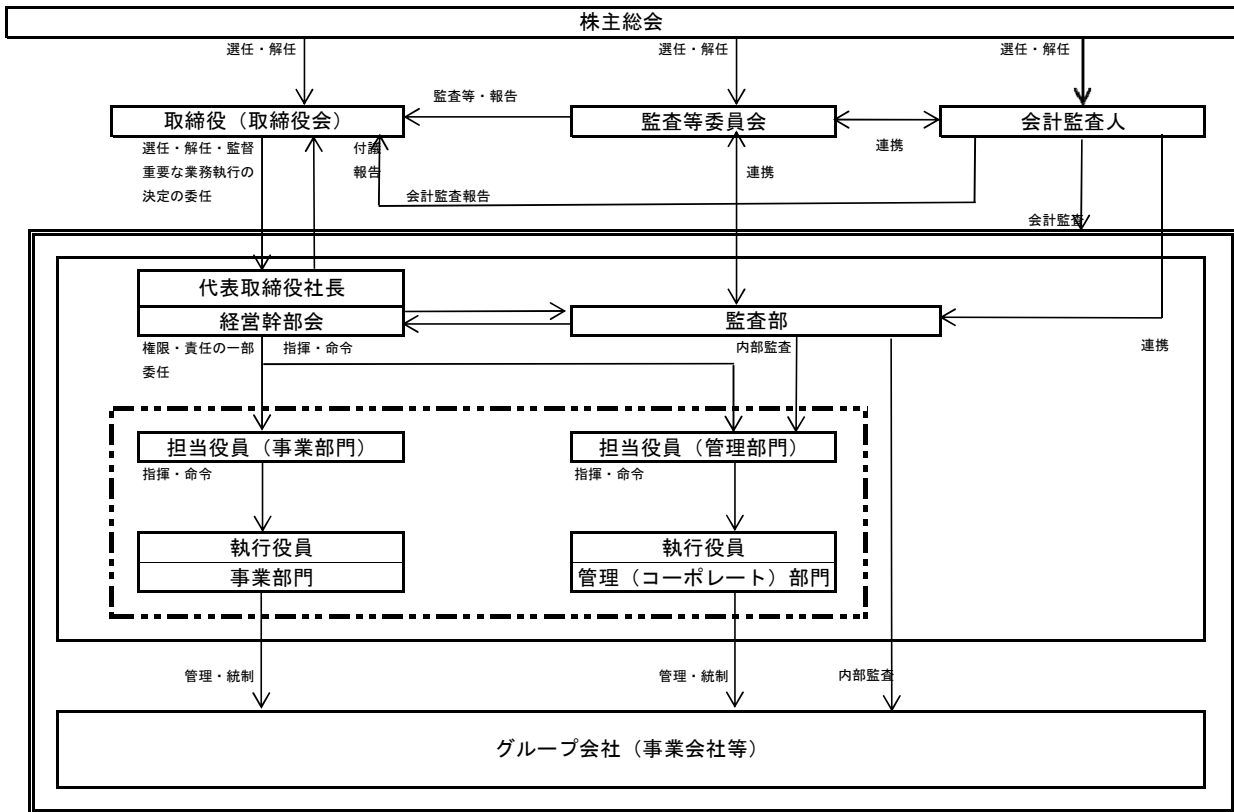 株主総会
選任・解任
選任・解任
選任・解任
監査等・報告
取締役（取締役会）
監査等委員会
会計監査人
連携
選任・解任・監督
重要な業務執行の
決定の委任
付議
報告
連携
会計監査報告
会計監査
代表取締役社長
経営幹部会
監査部
権限・責任の一部
委任
指揮・命令
内部監査
連携
担当役員（事業部門）
担当役員（管理部門）
指揮・命令
指揮・命令
執行役員
事業部門
執行役員
管理（コーポレート）部門
管理・統制
管理・統制
内部監査
グループ会社（事業会社等）